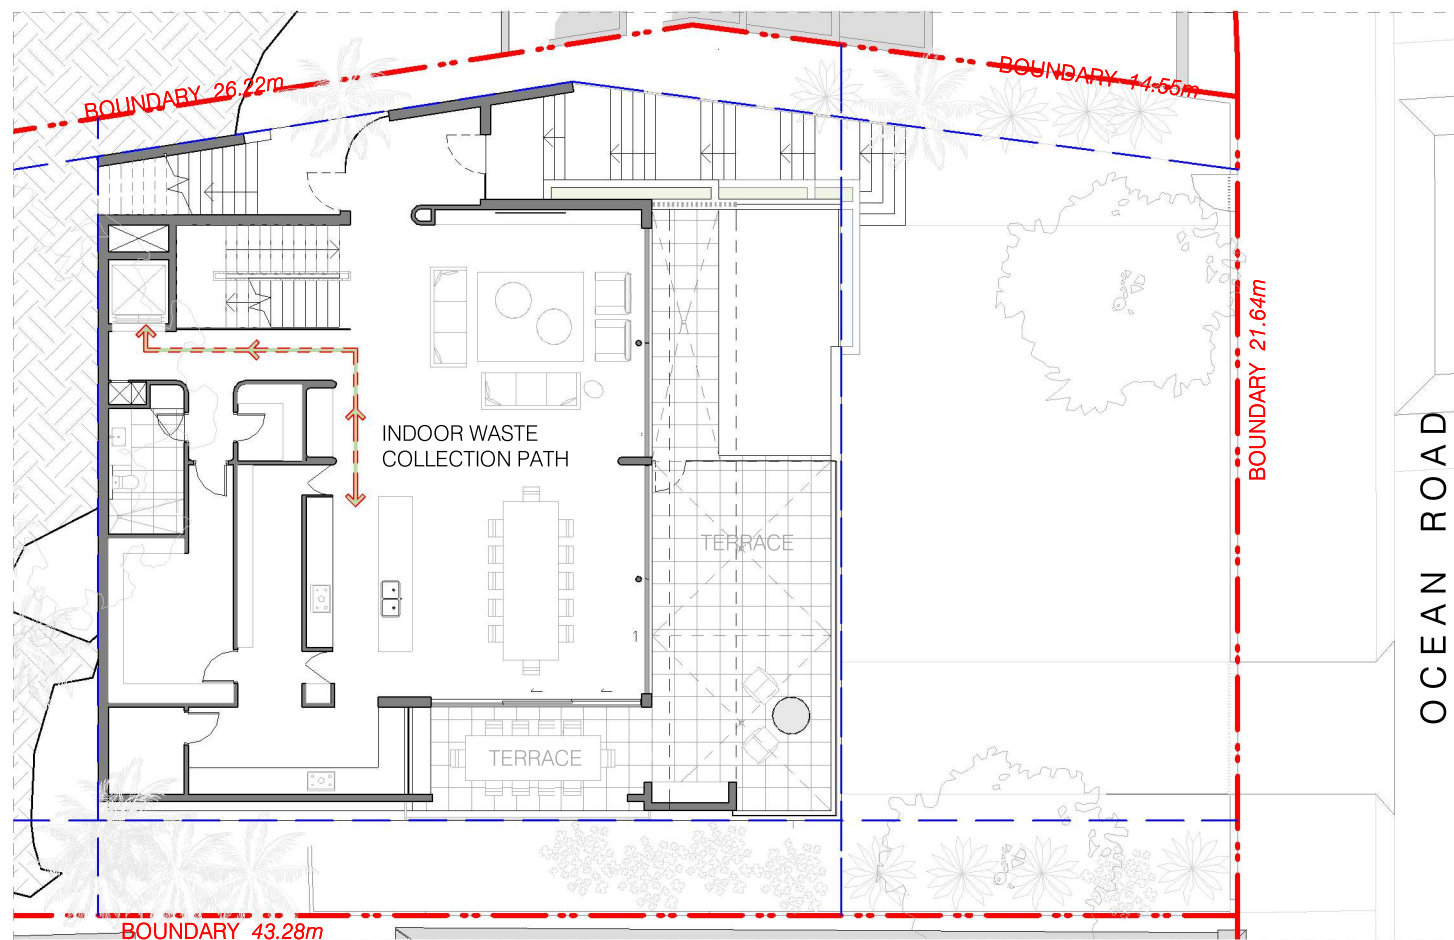 BOUNDARY 26.22m
BOUNDARY 14.55m
BOUNDARY 21.64m
INDOOR WASTE
COLLECTION PATH
TERRACE
TERRACE
OCEAN ROAD
BOUNDARY 43.28m